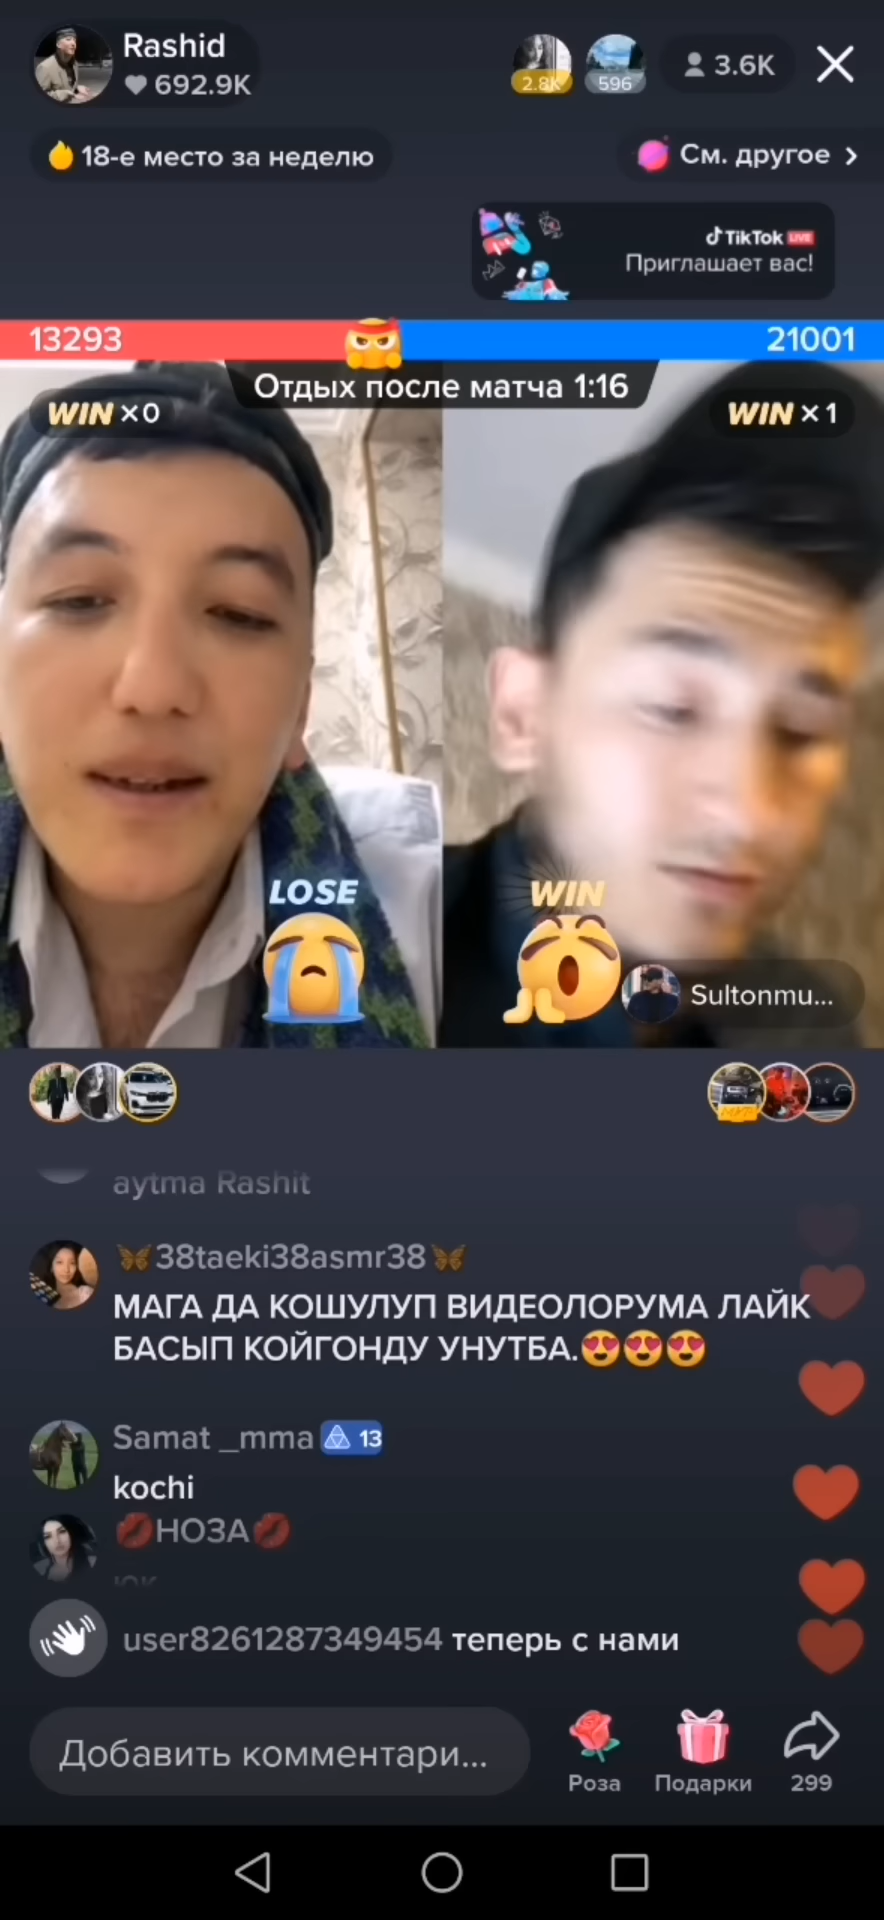 Rashid
692.9K
2.8K
596
3.6K
18-е место за неделю
См. другое
TikTok LIVE
Приглашает вас!
13293
21001
Отдых после матча 1:16
WIN ×0
WIN ×1
LOSE
WIN
Sultonmu...
aytma Rashit
38taeki38asmr38
МАГА ДА КОШУЛУП ВИДЕОЛОРУМА ЛАЙК
БАСЫП КОЙГОНДУ УНУТБА.😍😍😍
Samat _mma 13
kochi
💋НОЗА💋
user8261287349454 теперь с нами
Добавить комментари...
Роза
Подарки
299